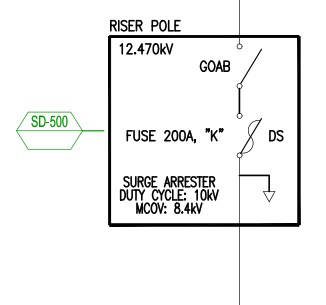 RISER POLE
12.470kV
GOAB
SD-500
FUSE 200A, "K"
DS
SURGE ARRESTER
DUTY CYCLE: 10kV
MCOV: 8.4kV